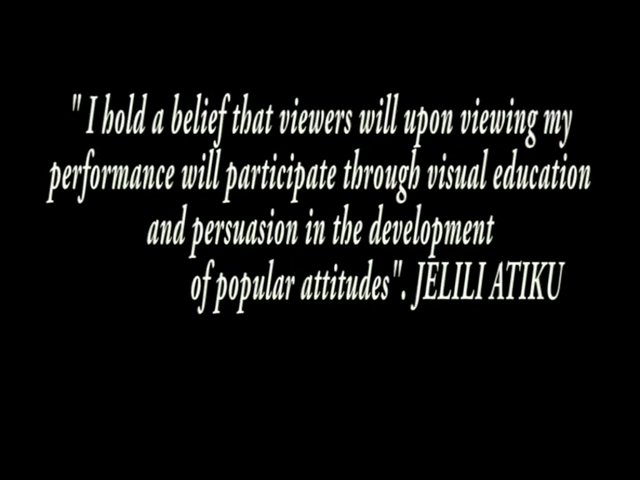 " I hold a belief that viewers will upon viewing my
performance will participate through visual education
and persuasion in the development
of popular attitudes". JELILI ATIKU